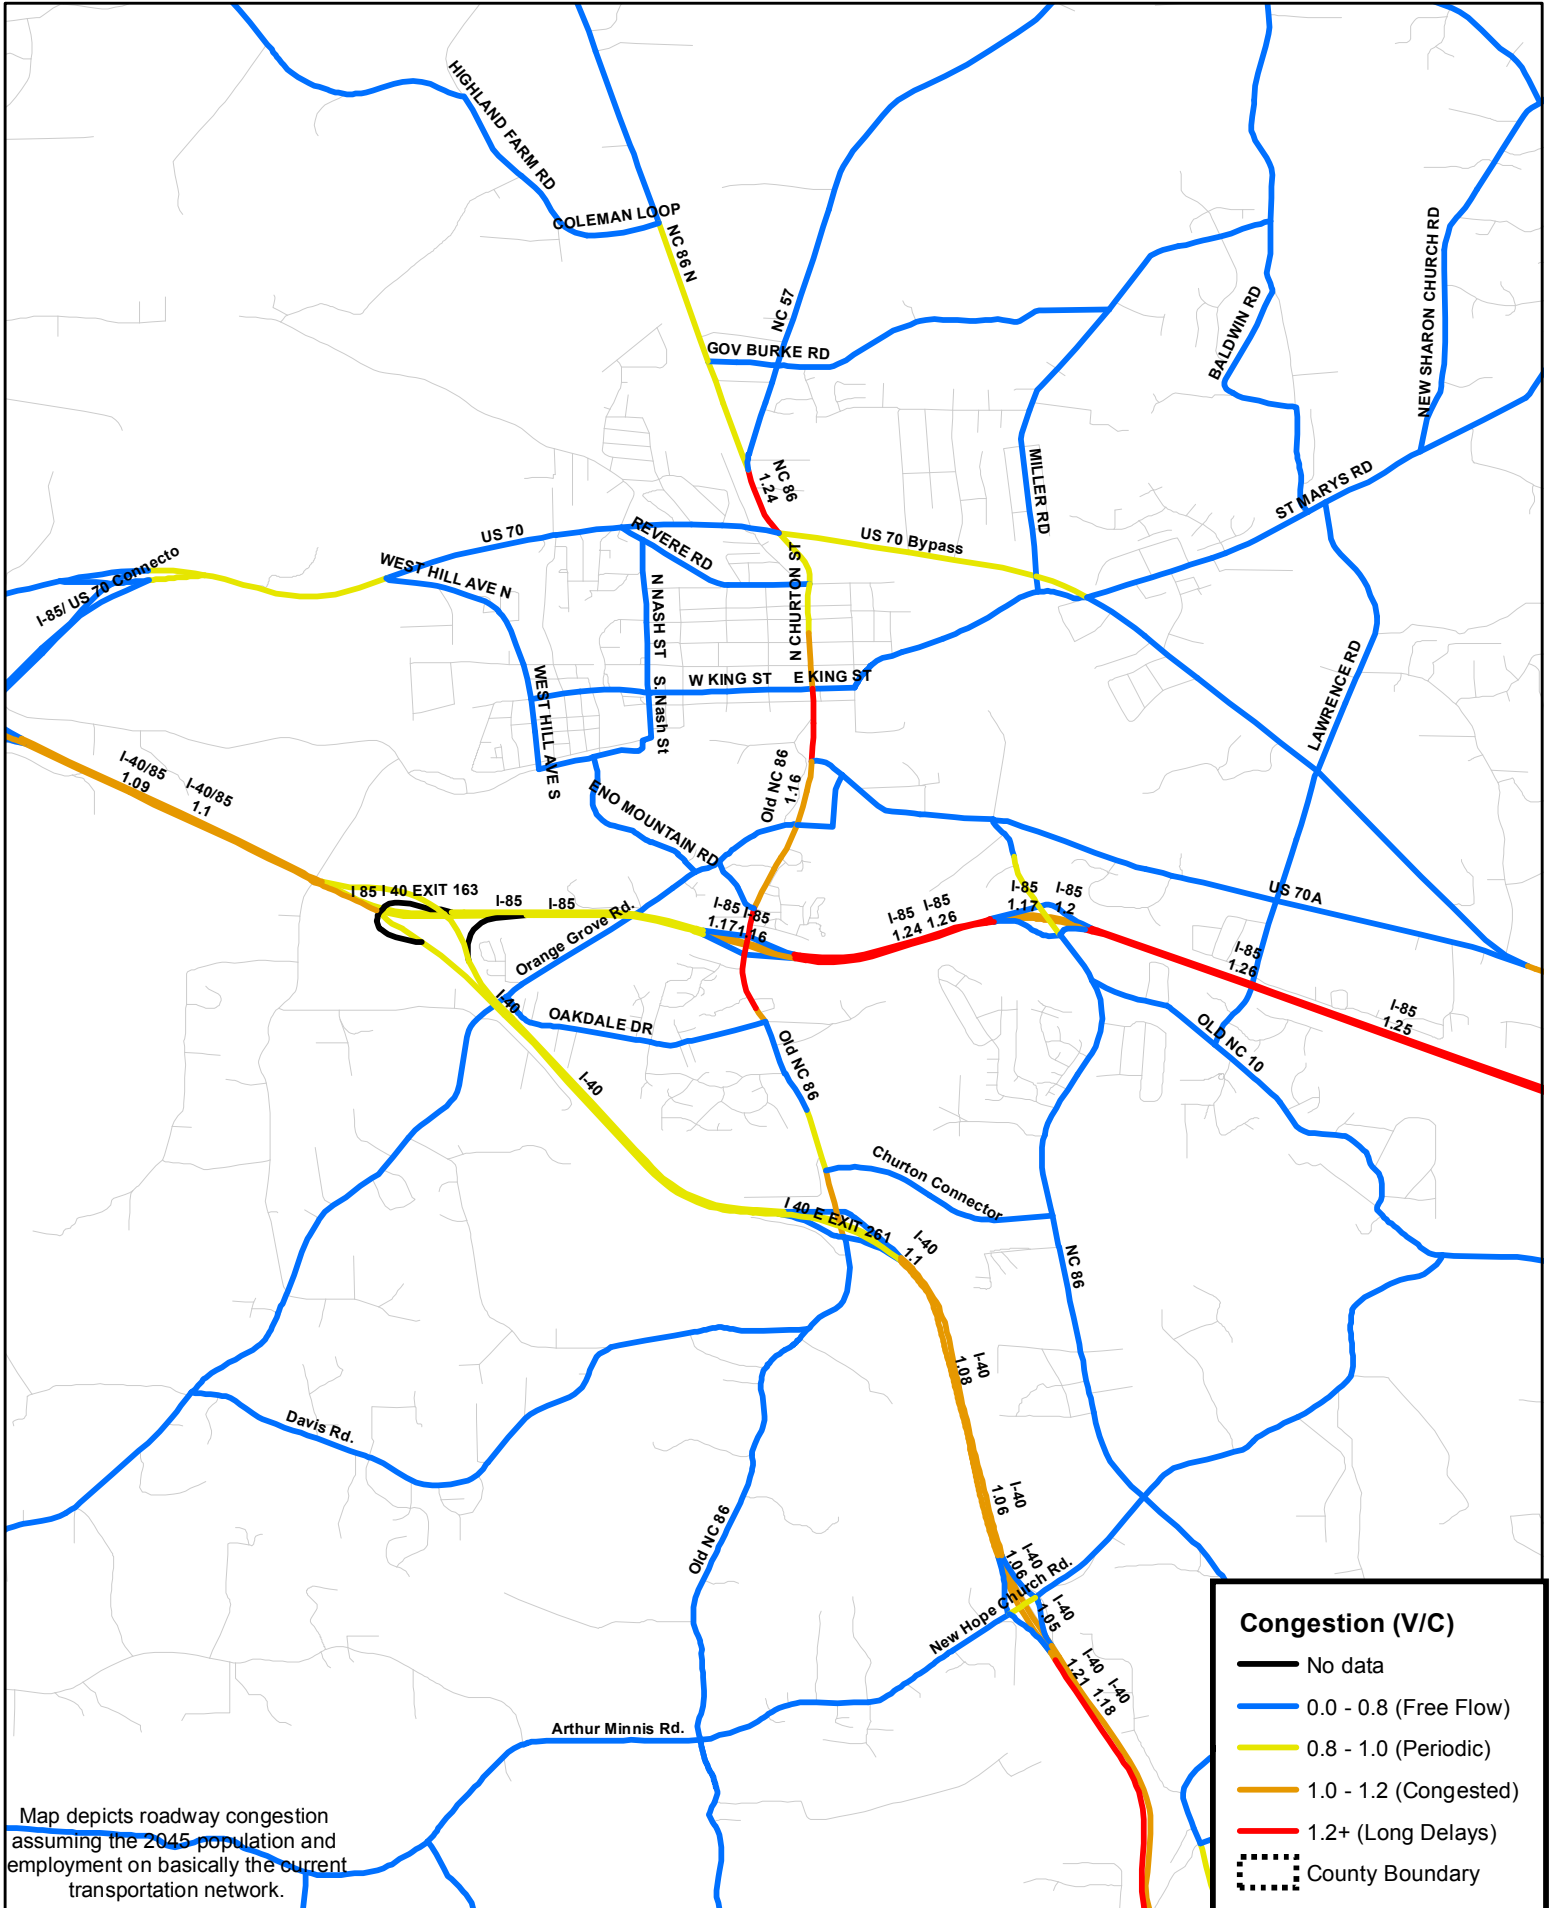 HIGHLAND FARM RD
COLEMAN LOOP
NC 86 N
NC 57
GOV BURKE RD
BALDWIN RD
NEW SHARON CHURCH RD
NC 86
1.24
MILLER RD
ST MARYS RD
US 70
REVERE RD
US 70 Bypass
I-85/ US 70 Connecto
WEST HILL AVE N
N NASH ST
N CHURTON ST
W KING ST
E KING ST
WEST HILL AVE S
S. Nash St
LAWRENCE RD
I-40/85
1.09
I-40/85
1.1
Old NC 86
1.16
ENO MOUNTAIN RD
I 85 I 40 EXIT 163
I-85
I-85
I-85
1.17
I-85
1.16
I-85
1.24
I-85
1.26
I-85
1.17
I-85
1.2
US 70A
Orange Grove Rd.
I-85
1.26
I-85
1.25
I-40
OAKDALE DR
OLD NC 10
I-40
Old NC 86
Churton Connector
I 40 E EXIT 261
I-40
1.1
NC 86
I-40
1.08
Davis Rd.
I-40
1.06
Old NC 86
I-40
1.06
New Hope Church Rd.
I-40
1.05
I-40
1.21
I-40
1.18
Arthur Minnis Rd.
Map depicts roadway congestion
assuming the 2045 population and
employment on basically the current
transportation network.
Congestion (V/C)
No data
0.0 - 0.8 (Free Flow)
0.8 - 1.0 (Periodic)
1.0 - 1.2 (Congested)
1.2+ (Long Delays)
County Boundary